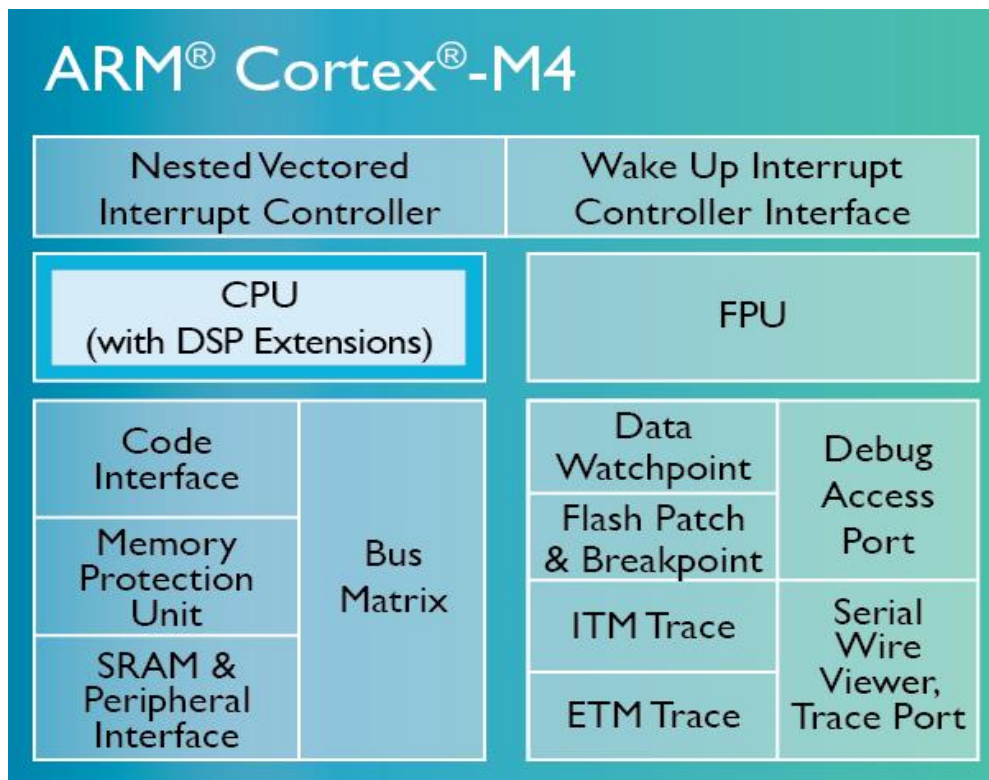 ARM® Cortex®-M4
Nested Vectored
Interrupt Controller
Wake Up Interrupt
Controller Interface
CPU
(with DSP Extensions)
FPU
Code
Interface
Memory
Protection
Unit
SRAM &
Peripheral
Interface
Bus
Matrix
Data
Watchpoint
Flash Patch
& Breakpoint
ITM Trace
ETM Trace
Debug
Access
Port
Serial
Wire
Viewer,
Trace Port